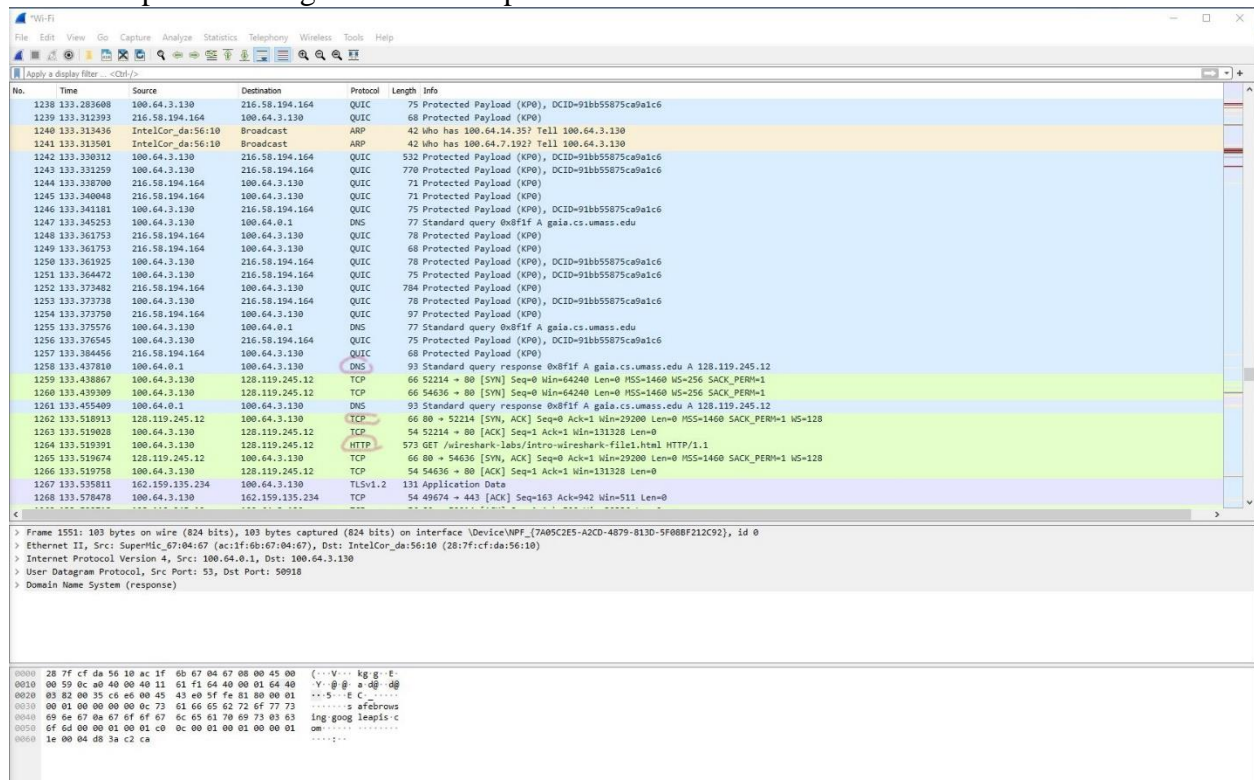 *Wi-Fi
File Edit View Go Capture Analyze Statistics Telephony Wireless Tools Help
Apply a display filter ... <Ctrl-/>
No. Time Source Destination Protocol Length Info
1238 133.283608 100.64.3.130 216.58.194.164 QUIC 75 Protected Payload (KP0), DCID=91bb55875ca9a1c6
1239 133.312393 216.58.194.164 100.64.3.130 QUIC 68 Protected Payload (KP0)
1240 133.313436 IntelCor_da:56:10 Broadcast ARP 42 Who has 100.64.14.35? Tell 100.64.3.130
1241 133.313501 IntelCor_da:56:10 Broadcast ARP 42 Who has 100.64.7.192? Tell 100.64.3.130
1242 133.330312 100.64.3.130 216.58.194.164 QUIC 532 Protected Payload (KP0), DCID=91bb55875ca9a1c6
1243 133.331259 100.64.3.130 216.58.194.164 QUIC 770 Protected Payload (KP0), DCID=91bb55875ca9a1c6
1244 133.338700 216.58.194.164 100.64.3.130 QUIC 71 Protected Payload (KP0)
1245 133.340048 216.58.194.164 100.64.3.130 QUIC 71 Protected Payload (KP0)
1246 133.341181 100.64.3.130 216.58.194.164 QUIC 75 Protected Payload (KP0), DCID=91bb55875ca9a1c6
1247 133.345253 100.64.3.130 100.64.0.1 DNS 77 Standard query 0x8f1f A gaia.cs.umass.edu
1248 133.361753 216.58.194.164 100.64.3.130 QUIC 78 Protected Payload (KP0)
1249 133.361753 216.58.194.164 100.64.3.130 QUIC 68 Protected Payload (KP0)
1250 133.361925 100.64.3.130 216.58.194.164 QUIC 78 Protected Payload (KP0), DCID=91bb55875ca9a1c6
1251 133.364472 100.64.3.130 216.58.194.164 QUIC 75 Protected Payload (KP0), DCID=91bb55875ca9a1c6
1252 133.373482 216.58.194.164 100.64.3.130 QUIC 784 Protected Payload (KP0)
1253 133.373738 100.64.3.130 216.58.194.164 QUIC 78 Protected Payload (KP0), DCID=91bb55875ca9a1c6
1254 133.373750 216.58.194.164 100.64.3.130 QUIC 97 Protected Payload (KP0)
1255 133.375576 100.64.3.130 100.64.0.1 DNS 77 Standard query 0x8f1f A gaia.cs.umass.edu
1256 133.376545 100.64.3.130 216.58.194.164 QUIC 75 Protected Payload (KP0), DCID=91bb55875ca9a1c6
1257 133.384456 216.58.194.164 100.64.3.130 QUIC 68 Protected Payload (KP0)
1258 133.437810 100.64.0.1 100.64.3.130 DNS 93 Standard query response 0x8f1f A gaia.cs.umass.edu A 128.119.245.12
1259 133.438867 100.64.3.130 128.119.245.12 TCP 66 52214 → 80 [SYN] Seq=0 Win=64240 Len=0 MSS=1460 WS=256 SACK_PERM=1
1260 133.439309 100.64.3.130 128.119.245.12 TCP 66 54636 → 80 [SYN] Seq=0 Win=64240 Len=0 MSS=1460 WS=256 SACK_PERM=1
1261 133.455409 100.64.0.1 100.64.3.130 DNS 93 Standard query response 0x8f1f A gaia.cs.umass.edu A 128.119.245.12
1262 133.518913 128.119.245.12 100.64.3.130 TCP 66 80 → 52214 [SYN, ACK] Seq=0 Ack=1 Win=29200 Len=0 MSS=1460 SACK_PERM=1 WS=128
1263 133.519028 100.64.3.130 128.119.245.12 TCP 54 52214 → 80 [ACK] Seq=1 Ack=1 Win=131328 Len=0
1264 133.519391 100.64.3.130 128.119.245.12 HTTP 573 GET /wireshark-labs/intro-wireshark-file1.html HTTP/1.1
1265 133.519674 128.119.245.12 100.64.3.130 TCP 66 80 → 54636 [SYN, ACK] Seq=0 Ack=1 Win=29200 Len=0 MSS=1460 SACK_PERM=1 WS=128
1266 133.519758 100.64.3.130 128.119.245.12 TCP 54 54636 → 80 [ACK] Seq=1 Ack=1 Win=131328 Len=0
1267 133.535811 162.159.135.234 100.64.3.130 TLSv1.2 131 Application Data
1268 133.578478 100.64.3.130 162.159.135.234 TCP 54 49674 → 443 [ACK] Seq=163 Ack=942 Win=511 Len=0
> Frame 1551: 103 bytes on wire (824 bits), 103 bytes captured (824 bits) on interface \Device\NPF_{7A05C2E5-A2CD-4879-813D-5F08BF212C92}, id 0
> Ethernet II, Src: SuperMic_67:04:67 (ac:1f:6b:67:04:67), Dst: IntelCor_da:56:10 (28:7f:cf:da:56:10)
> Internet Protocol Version 4, Src: 100.64.0.1, Dst: 100.64.3.130
> User Datagram Protocol, Src Port: 53, Dst Port: 50918
> Domain Name System (response)
0000 28 7f cf da 56 10 ac 1f 6b 67 04 67 08 00 45 00 (···V··· kg·g··E·
0010 00 59 0c a0 40 00 40 11 61 f1 64 40 00 01 64 40 ·Y··@·@· a·d@··d@
0020 03 82 00 35 c6 e6 00 45 43 e0 5f fe 81 80 00 01 ···5···E C·_·····
0030 00 01 00 00 00 00 0c 73 61 66 65 62 72 6f 77 73 ·······s afebrows
0040 69 6e 67 0a 67 6f 6f 67 6c 65 61 70 69 73 03 63 ing·goog leapis·c
0050 6f 6d 00 00 01 00 01 c0 0c 00 01 00 01 00 00 01 om······ ········
0060 1e 00 04 d8 3a c2 ca ····:··